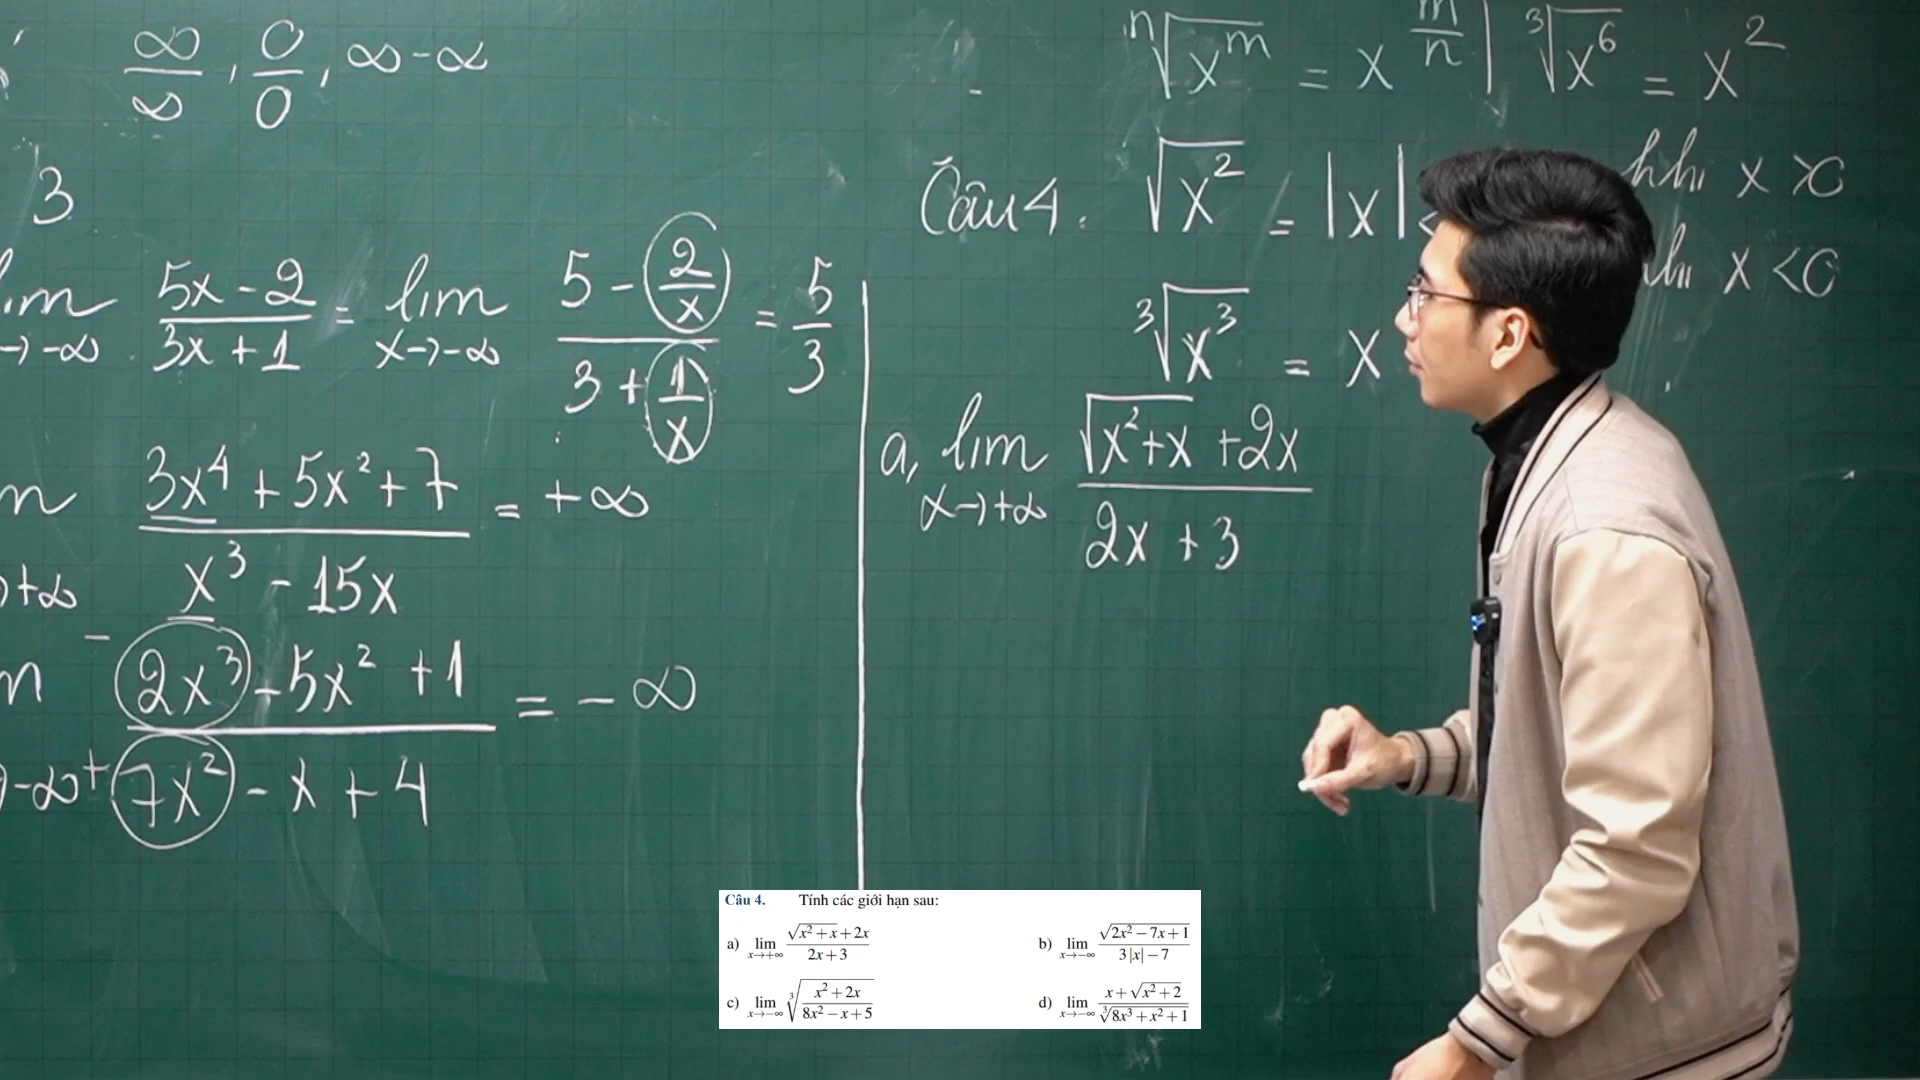 ∞/∞ , 0/0 , ∞ - ∞
3
lim x→-∞ (5x - 2)/(3x + 1) = lim x→-∞ (5 - 2/x)/(3 + 1/x) = 5/3
→+∞ (3x⁴ + 5x² + 7)/(x³ - 15x) = +∞
-∞ (2x³ - 5x² + 1)/(7x² - x + 4) = -∞
-
+
ⁿ√(x^m) = x^(m/n) | ³√(x⁶) = x²
Câu 4: √(x²) = |x| khi x >
khi x < 0
³√(x³) = x
a, lim x→+∞ (√(x²+x) + 2x)/(2x + 3)
Câu 4. Tính các giới hạn sau:
a) lim x→+∞ (√(x² + x) + 2x)/(2x + 3) b) lim x→-∞ √(2x² - 7x + 1)/(3|x| - 7)
c) lim x→-∞ ³√((x² + 2x)/(8x² - x + 5)) d) lim x→-∞ (x + √(x² + 2))/³√(8x³ + x² + 1)